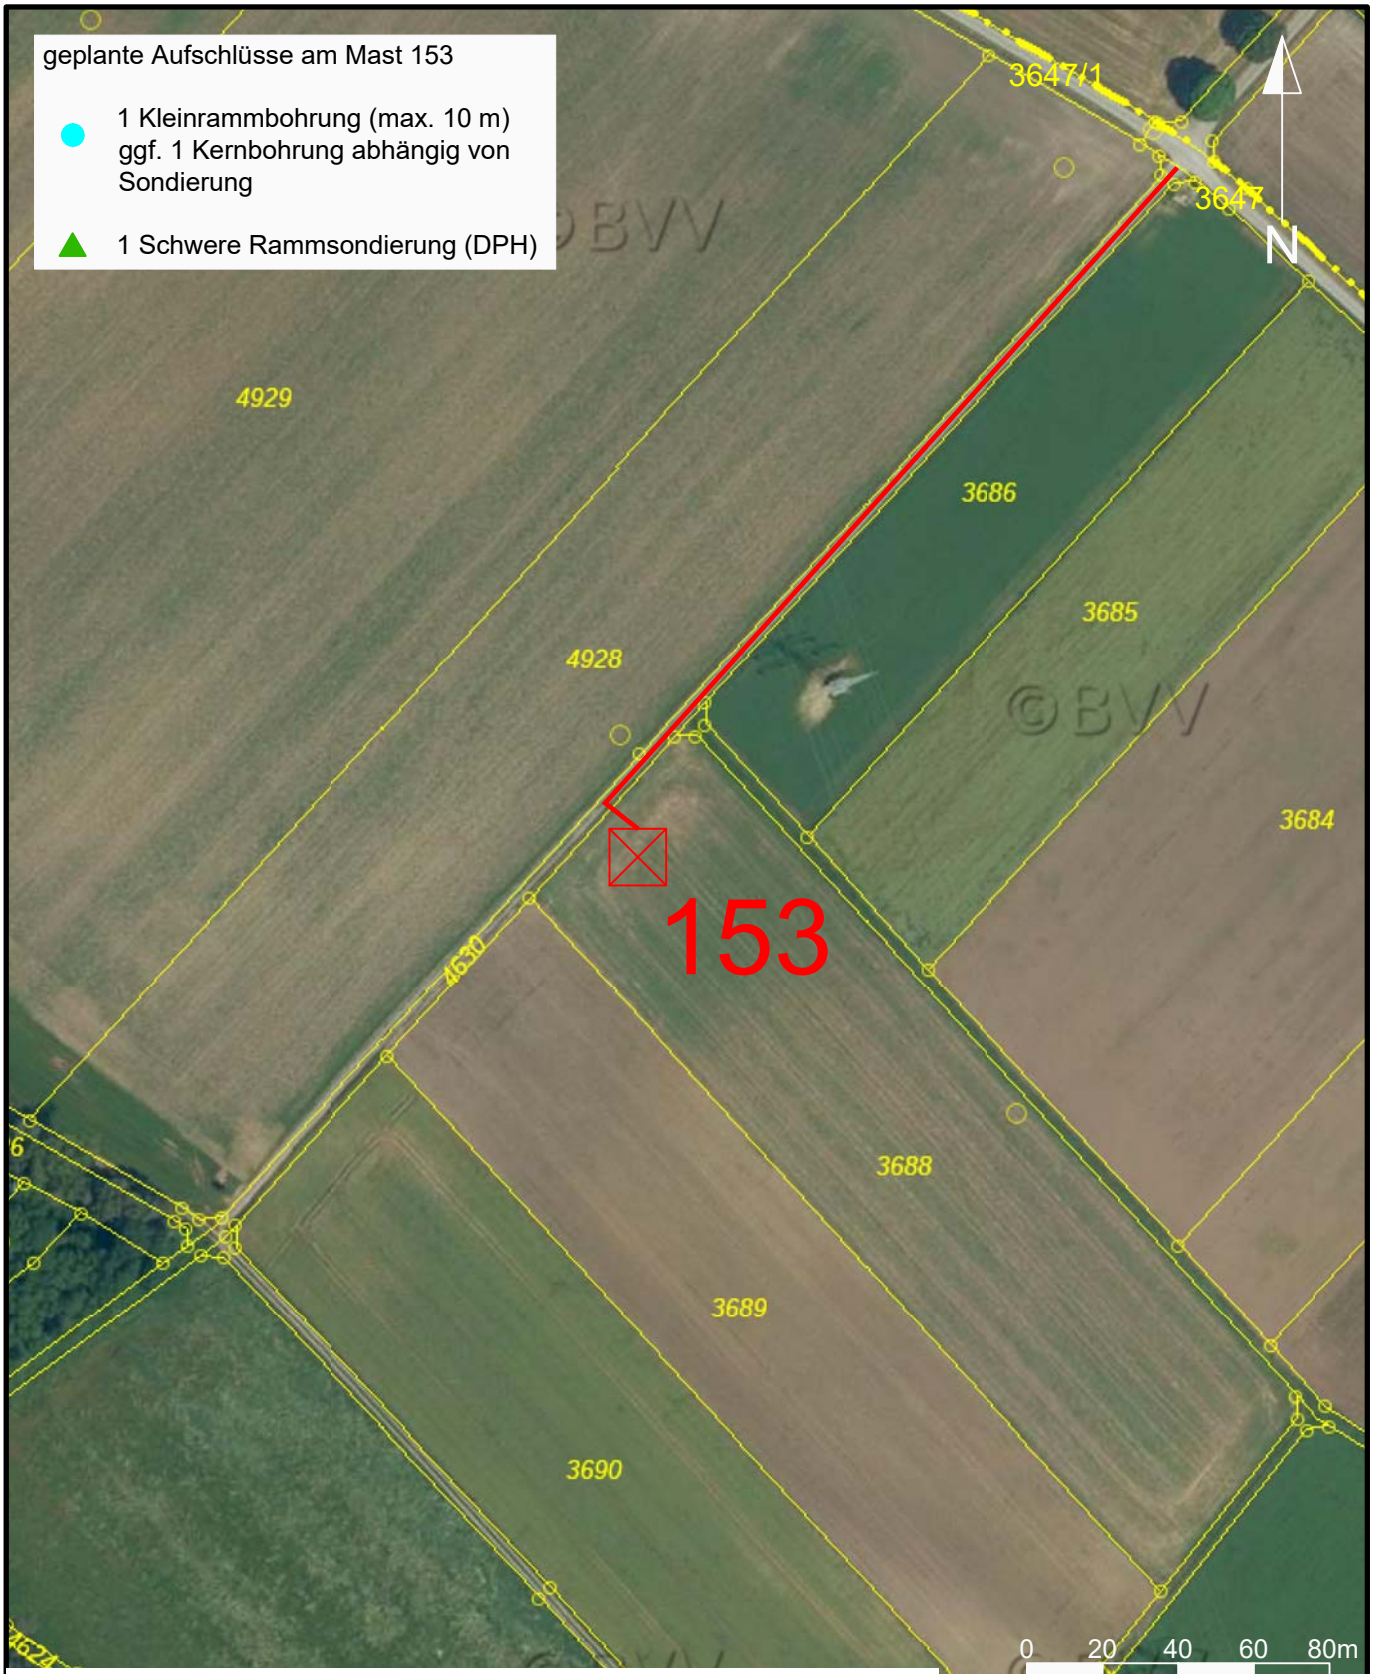 geplante Aufschlüsse am Mast 153
1 Kleinrammbohrung (max. 10 m)
ggf. 1 Kernbohrung abhängig von
Sondierung
1 Schwere Rammsondierung (DPH)
3647/1
3647
N
©BVV
4929
3686
3685
4928
©BVV
3684
153
4630
6
3688
3689
3690
4624
0 20 40 60 80m